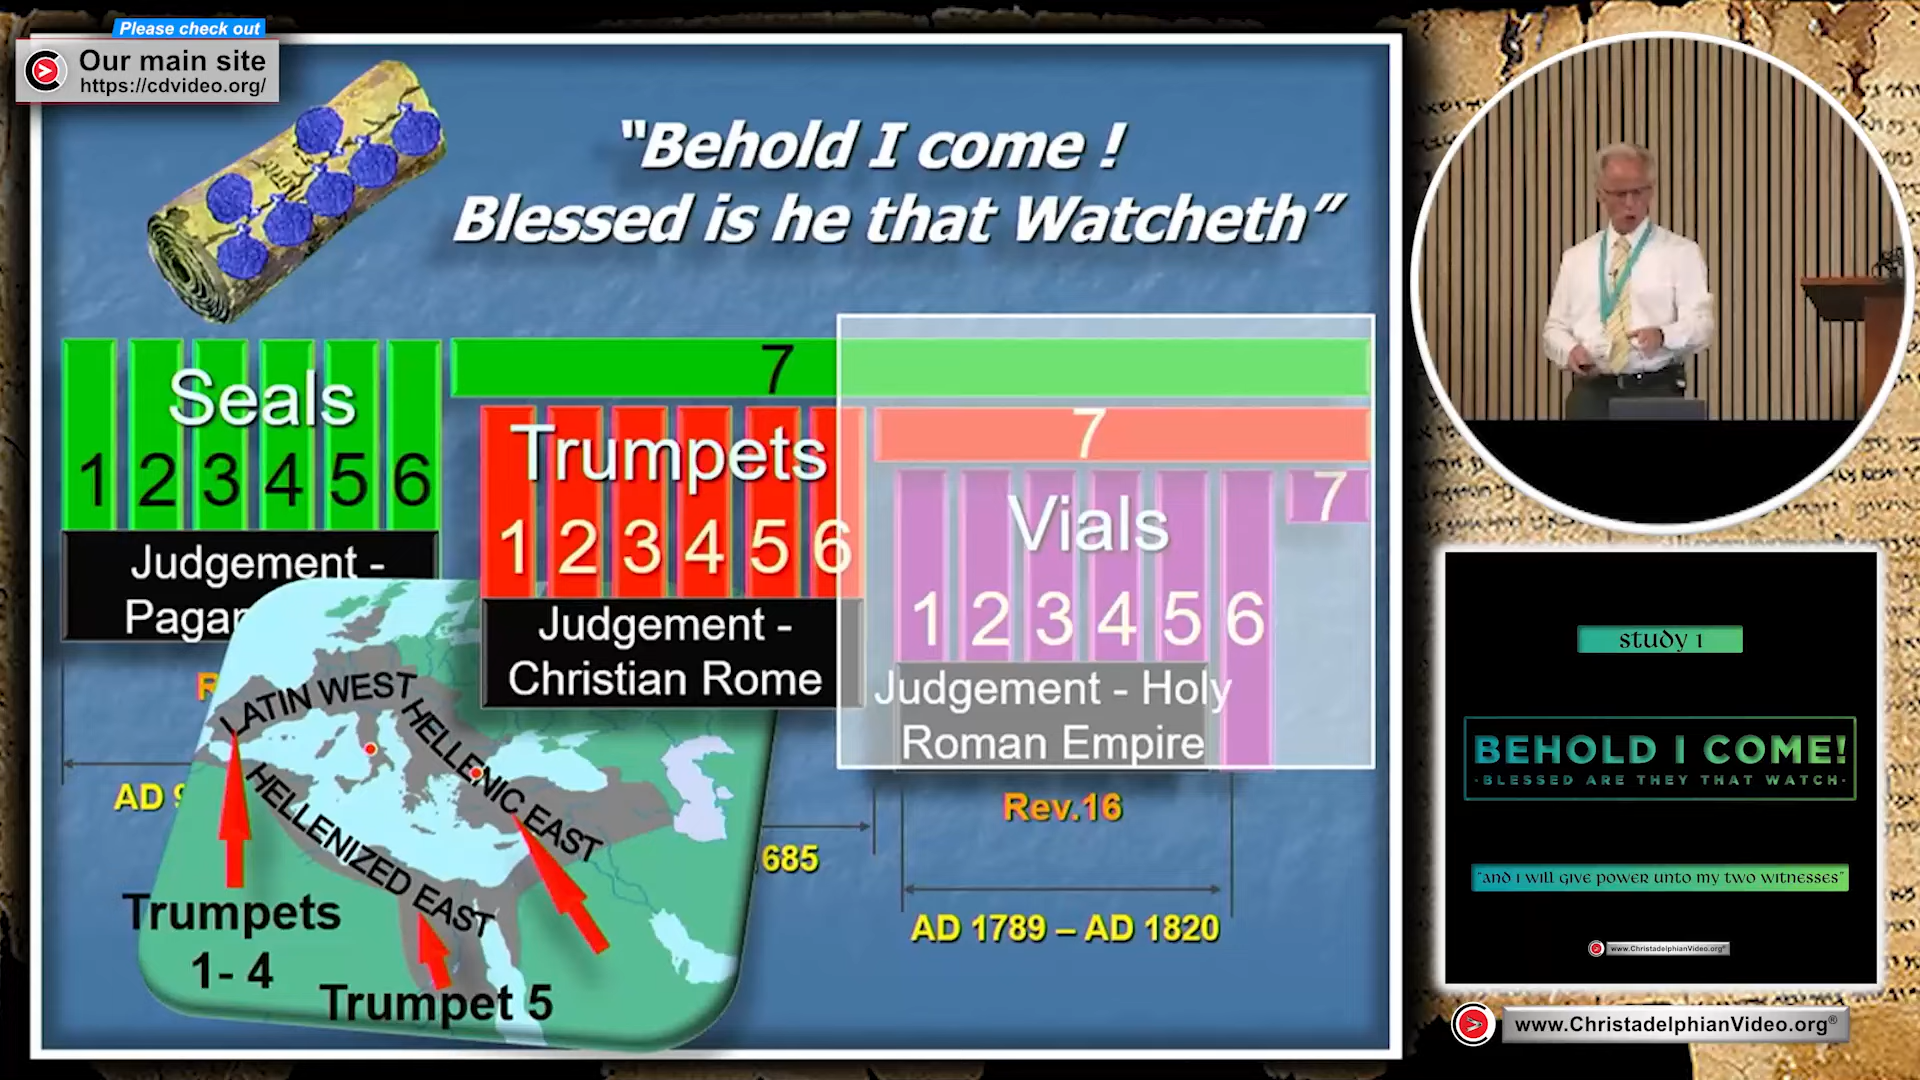 Please check out
Our main site
https://cdvideo.org/
“Behold I come !
Blessed is he that Watcheth”
7
Seals
1 2 3 4 5 6
Judgement -
Pagan
7
Trumpets
1 2 3 4 5 6
Judgement -
Christian Rome
7
Vials
1 2 3 4 5 6
Judgement - Holy
Roman Empire
R
AD 9
685
Rev.16
AD 1789 – AD 1820
LATIN WEST
HELLENIC EAST
HELLENIZED EAST
Trumpets
1- 4
Trumpet 5
study 1
BEHOLD I COME!
·BLESSED ARE THEY THAT WATCH·
"and i will give power unto my two witnesses"
www.ChristadelphianVideo.org®
www.ChristadelphianVideo.org®